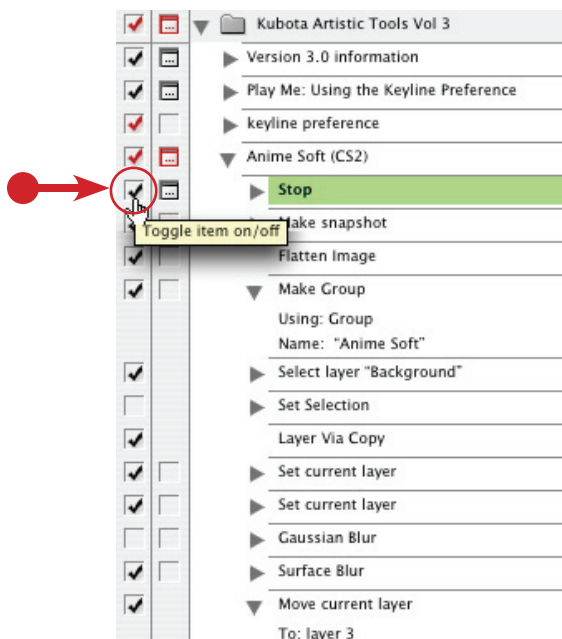 Kubota Artistic Tools Vol 3
Version 3.0 information
Play Me: Using the Keyline Preference
keyline preference
Anime Soft (CS2)
Stop
Make snapshot
Toggle item on/off
Flatten Image
Make Group
Using: Group
Name: “Anime Soft”
Select layer “Background”
Set Selection
Layer Via Copy
Set current layer
Set current layer
Gaussian Blur
Surface Blur
Move current layer
To: layer 3